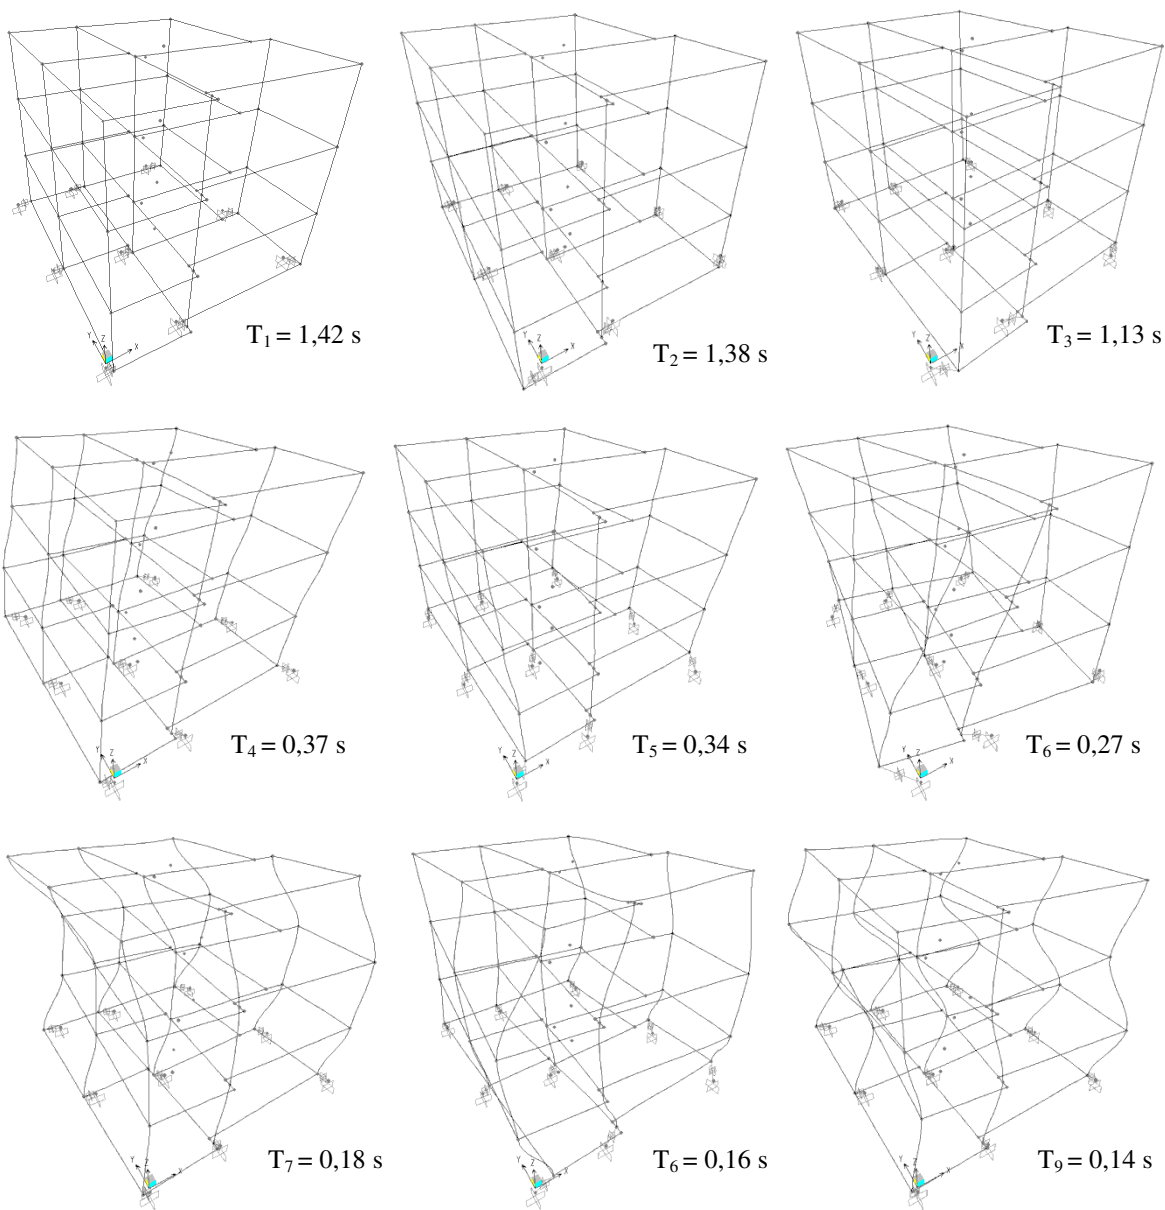 T₁ = 1,42 s
T₂ = 1,38 s
T₃ = 1,13 s
T₄ = 0,37 s
T₅ = 0,34 s
T₆ = 0,27 s
T₇ = 0,18 s
T₆ = 0,16 s
T₉ = 0,14 s